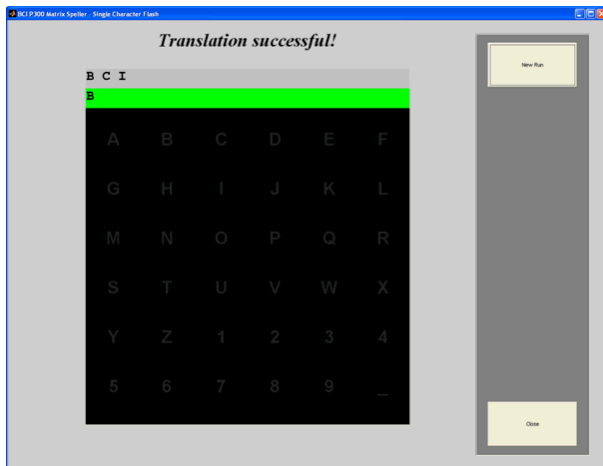 BCI P300 Matrix Speller - Single Character Flash
Translation successful!
B C I
B
A B C D E F
G H I J K L
M N O P Q R
S T U V W X
Y Z 1 2 3 4
5 6 7 8 9 _
New Run
Close